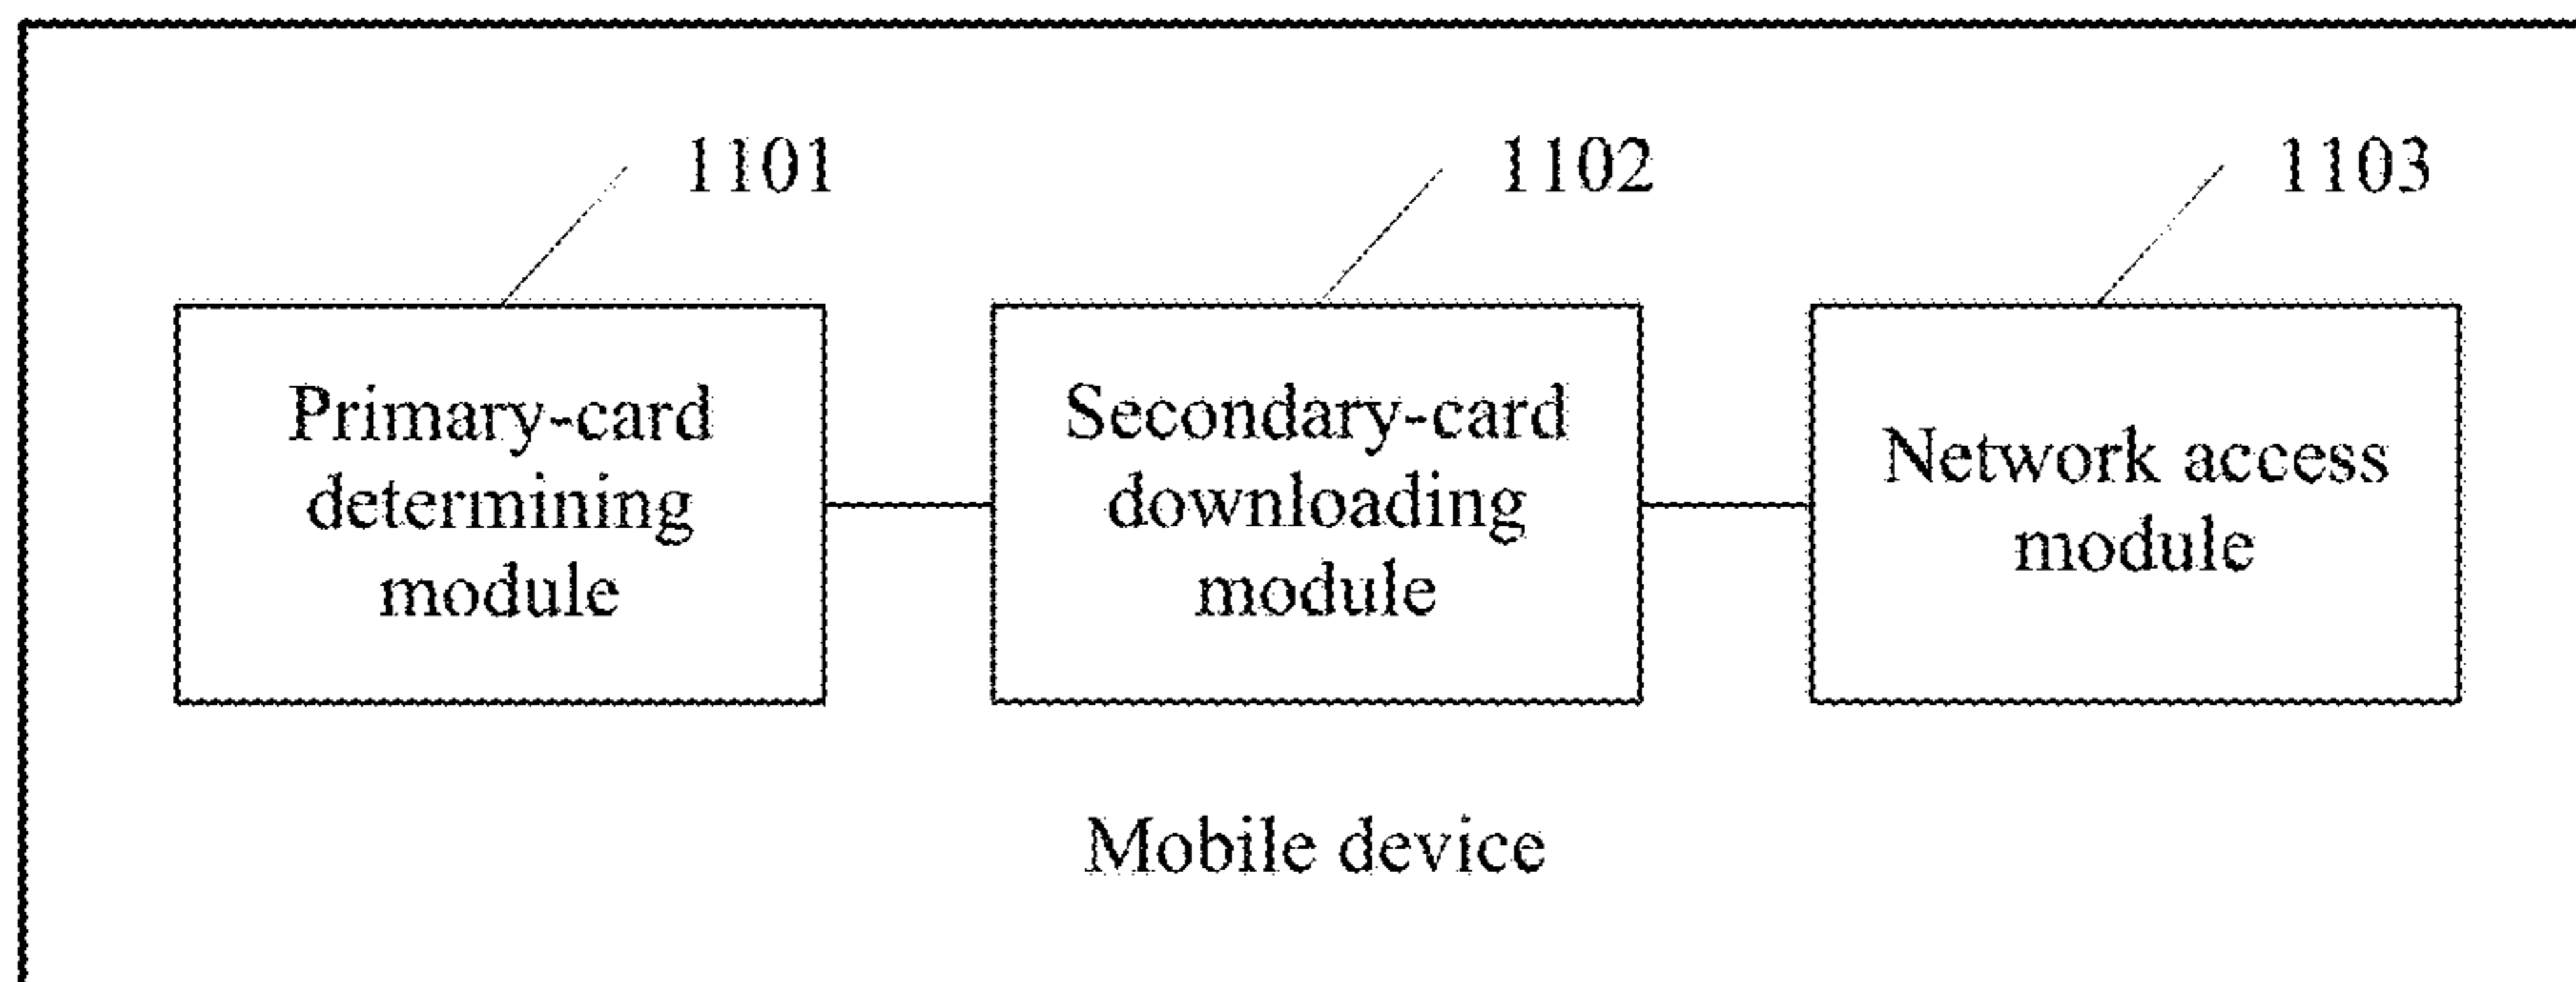 1101
1102
1103
Primary-card
determining
module
Secondary-card
downloading
module
Network access
module
Mobile device